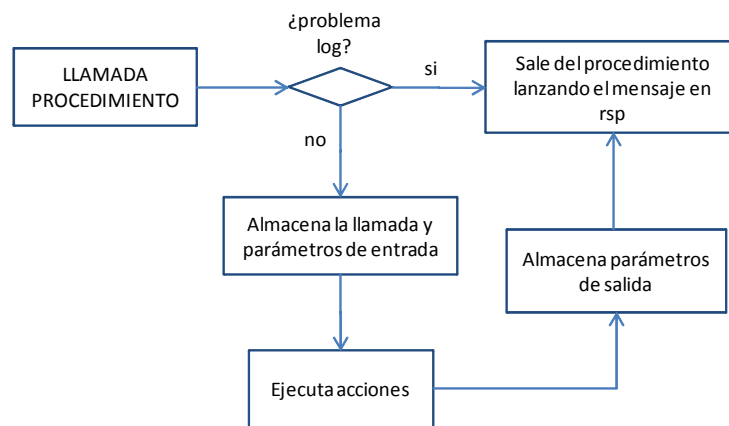 ¿problema
log?
LLAMADA
PROCEDIMIENTO
si
Sale del procedimiento
lanzando el mensaje en
rsp
no
Almacena la llamada y
parámetros de entrada
Almacena parámetros
de salida
Ejecuta acciones